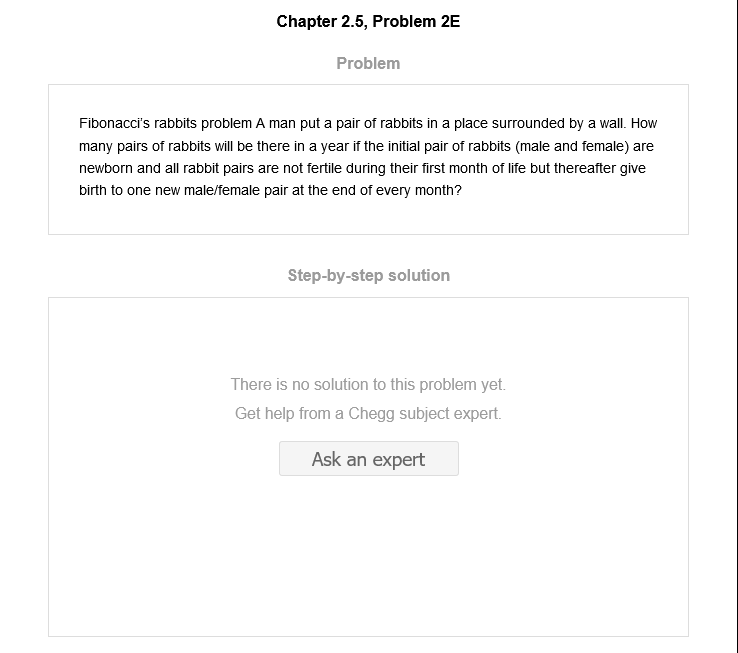 Chapter 2.5, Problem 2E
Problem
Fibonacci's rabbits problem A man put a pair of rabbits in a place surrounded by a wall. How
many pairs of rabbits will be there in a year if the initial pair of rabbits (male and female) are
newborn and all rabbit pairs are not fertile during their first month of life but thereafter give
birth to one new male/female pair at the end of every month?
Step-by-step solution
There is no solution to this problem yet.
Get help from a Chegg subject expert.
Ask an expert